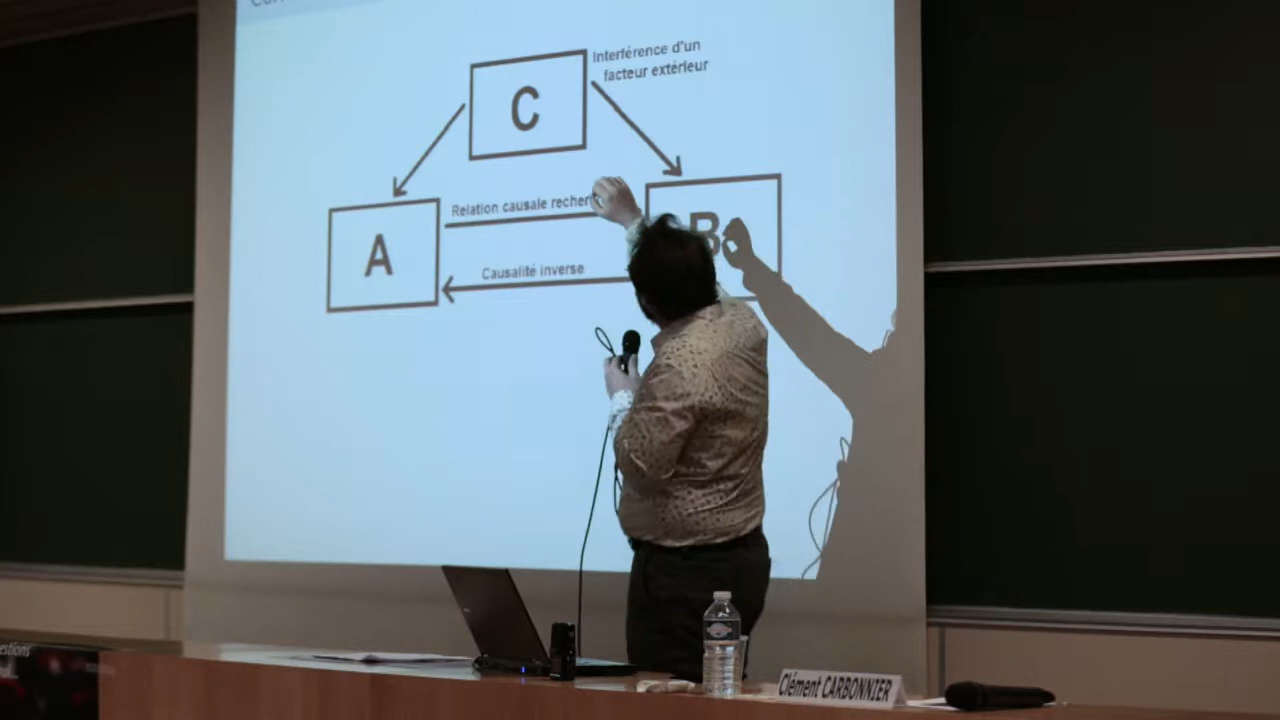 C
Interférence d'un
facteur extérieur
Relation causale
A
B
Causalité inverse
Clément CARBONNIER